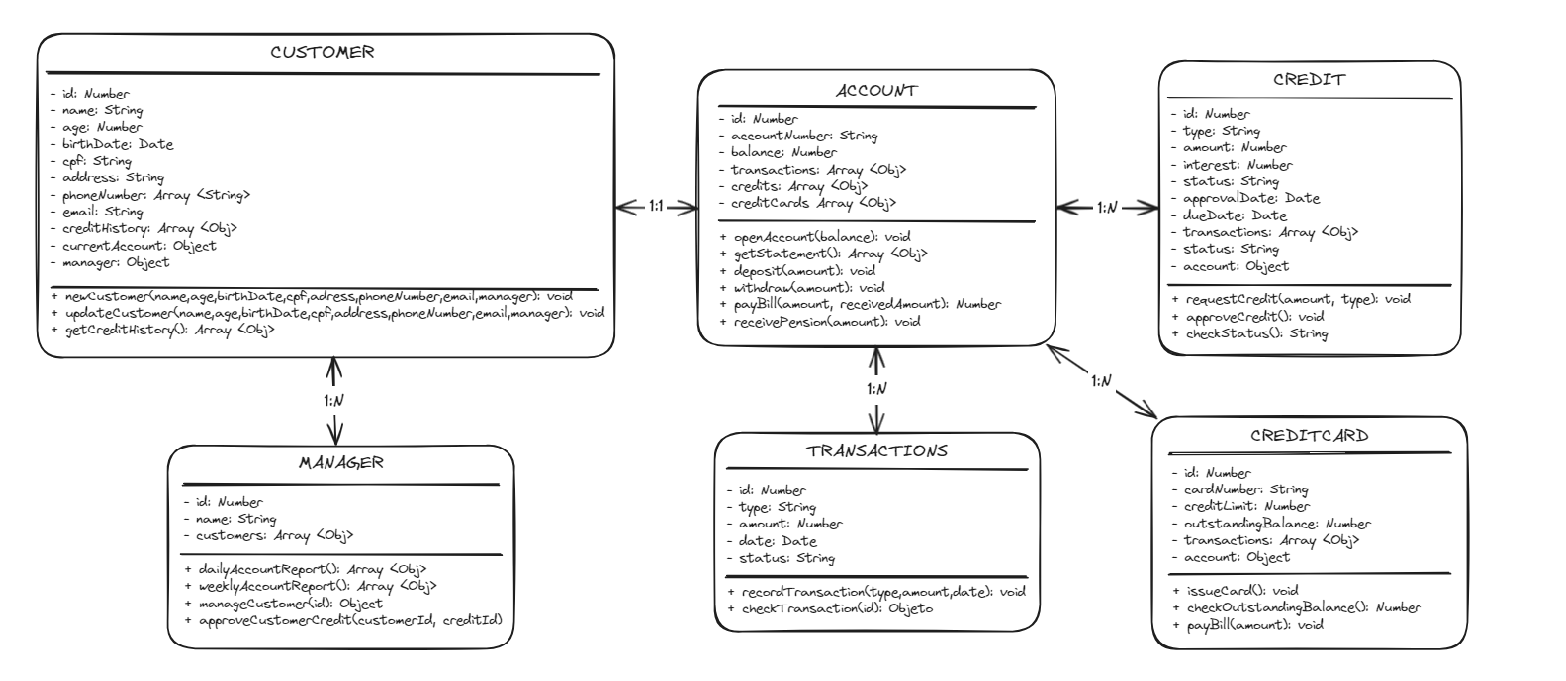 CUSTOMER
- id: Number
- name: String
- age: Number
- birthDate: Date
- cpf: String
- address: String
- phoneNumber: Array <String>
- email: String
- creditHistory: Array <Obj>
- currentAccount: Object
- manager: Object
+ newCustomer(name,age,birthDate,cpf,adress,phoneNumber,email,manager): void
+ updateCustomer(name,age,birthDate,cpf,address,phoneNumber,email,manager): void
+ getCreditHistory(): Array <Obj>
1:1
ACCOUNT
- id: Number
- accountNumber: String
- balance: Number
- transactions: Array <Obj>
- credits: Array <Obj>
- creditCards Array <Obj>
+ openAccount(balance): void
+ getStatement(): Array <Obj>
+ deposit(amount): void
+ withdraw(amount): void
+ payBill(amount, receivedAmount): Number
+ receivePension(amount): void
1:N
CREDIT
- id: Number
- type: String
- amount: Number
- interest: Number
- status: String
- approvalDate: Date
- dueDate: Date
- transactions: Array <Obj>
- status: String
- account: Object
+ requestCredit(amount, type): void
+ approveCredit(): void
+ checkStatus(): String
1:N
1:N
1:N
MANAGER
- id: Number
- name: String
- customers: Array <Obj>
+ dailyAccountReport(): Array <Obj>
+ weeklyAccountReport(): Array <Obj>
+ manageCustomer(id): Object
+ approveCustomerCredit(customerId, creditId)
TRANSACTIONS
- id: Number
- type: String
- amount: Number
- date: Date
- status: String
+ recordTransaction(type,amount,date): void
+ checkTransaction(id): Objeto
CREDITCARD
- id: Number
- cardNumber: String
- creditLimit: Number
- outstandingBalance: Number
- transactions: Array <Obj>
- account: Object
+ issueCard(): void
+ checkOutstandingBalance(): Number
+ payBill(amount): void